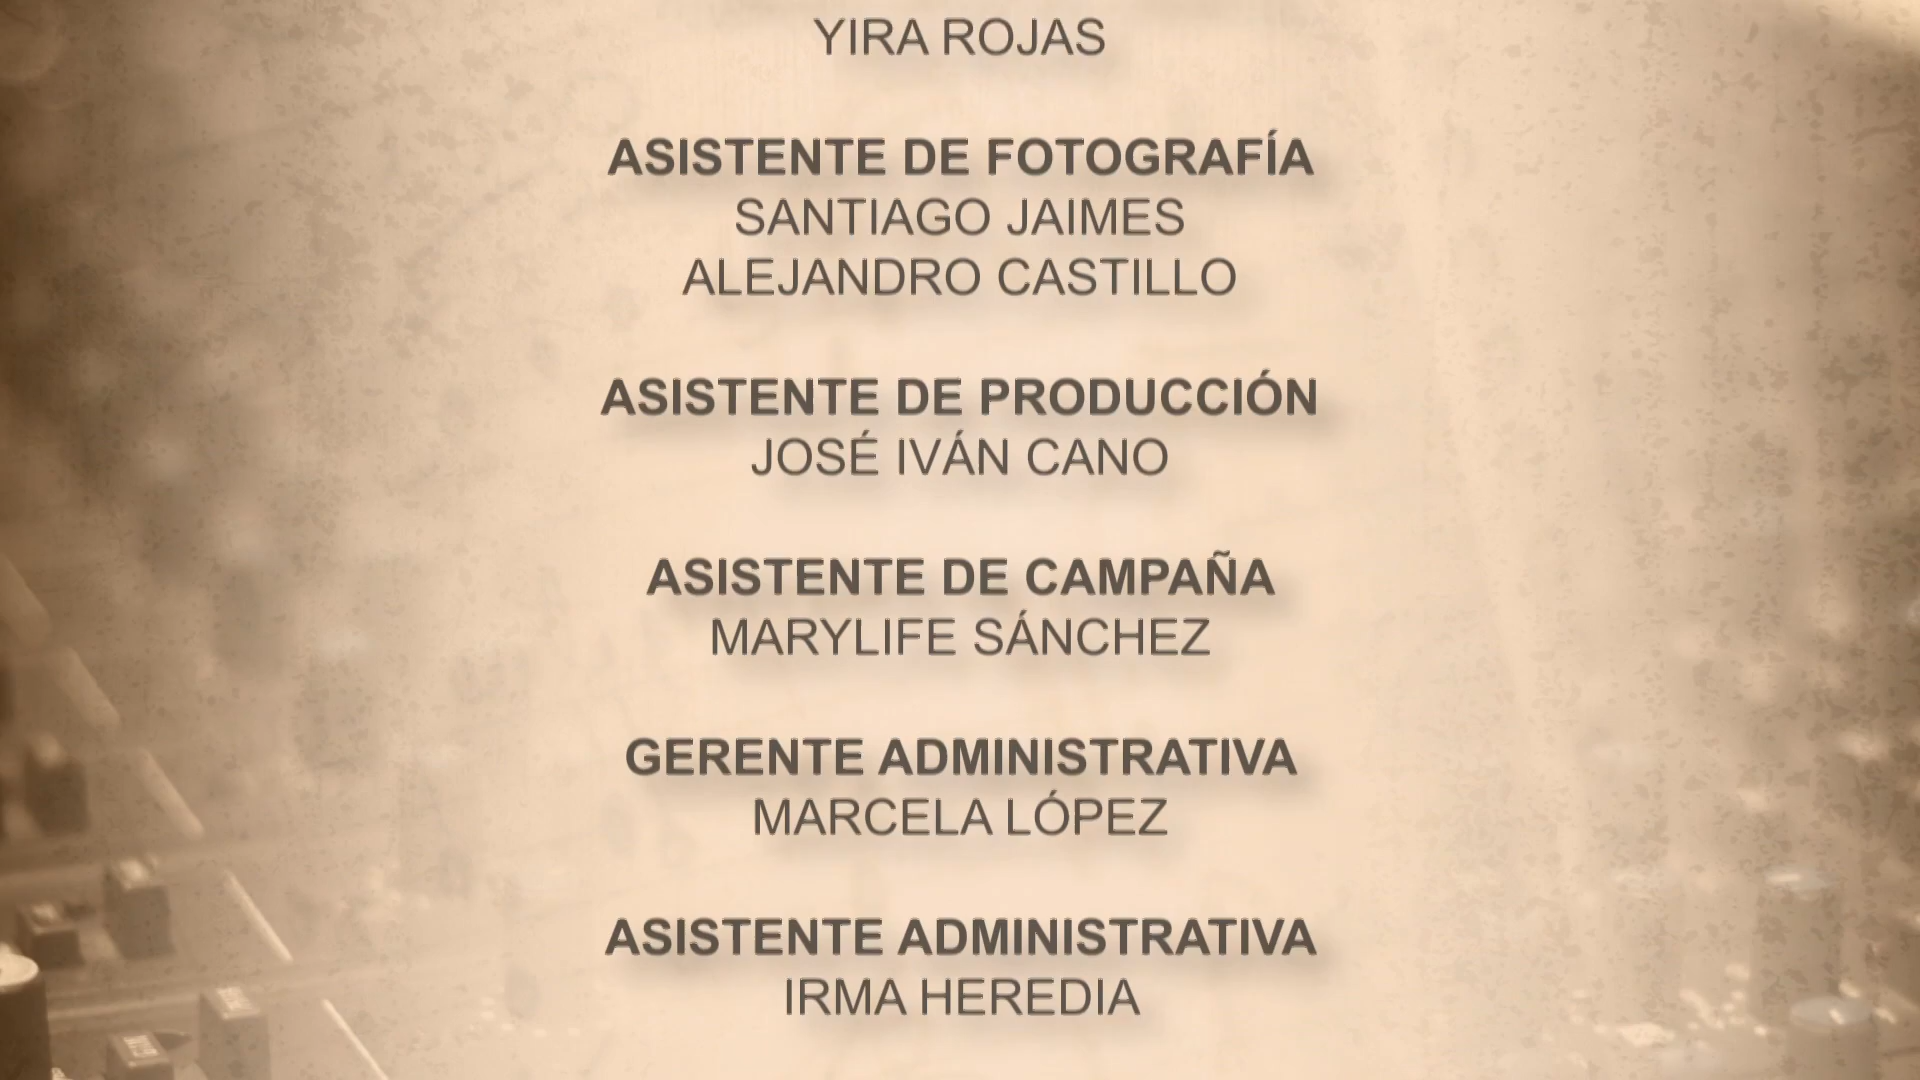 YIRA ROJAS
ASISTENTE DE FOTOGRAFÍA
SANTIAGO JAIMES
ALEJANDRO CASTILLO
ASISTENTE DE PRODUCCIÓN
JOSÉ IVÁN CANO
ASISTENTE DE CAMPAÑA
MARYLIFE SÁNCHEZ
GERENTE ADMINISTRATIVA
MARCELA LÓPEZ
ASISTENTE ADMINISTRATIVA
IRMA HEREDIA